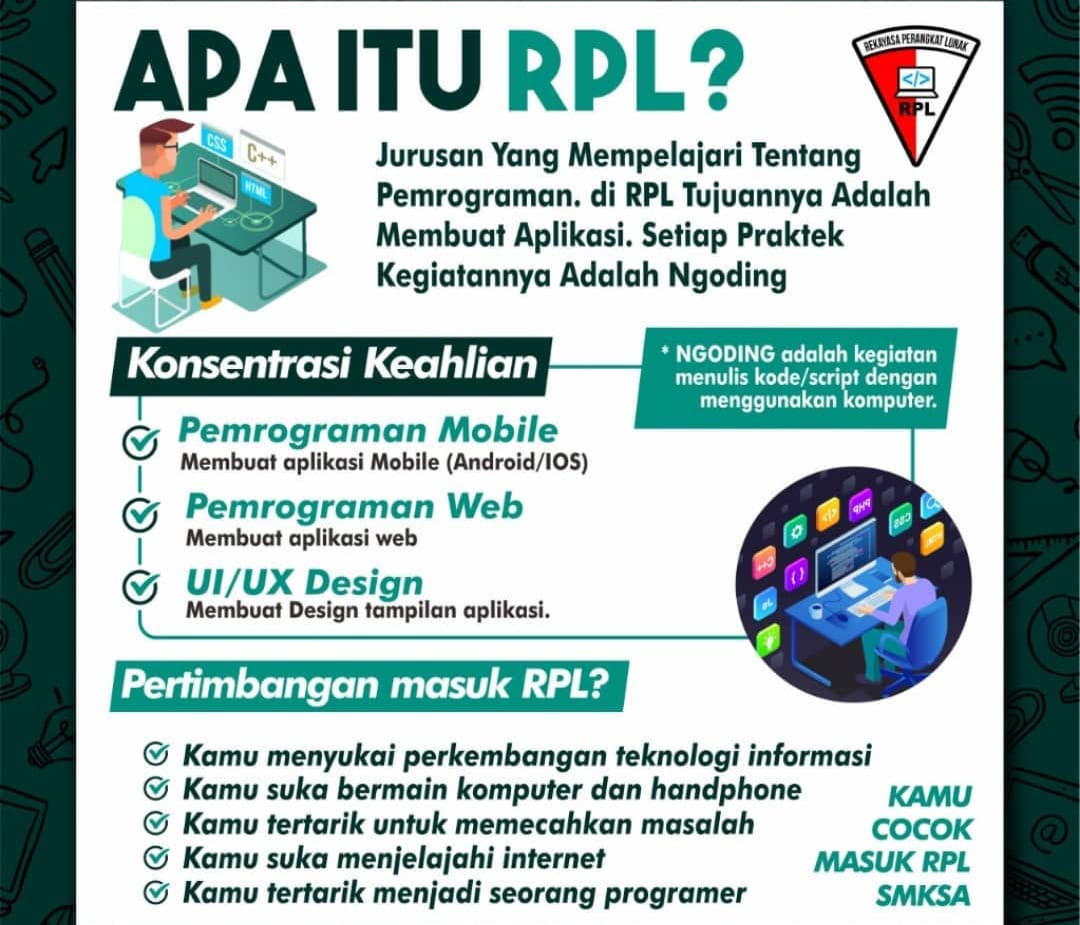 APA ITU RPL?
REKAYASA PERANGKAT LUNAK
</>
RPL
CSS
C++
HTML
Jurusan Yang Mempelajari Tentang
Pemrograman. di RPL Tujuannya Adalah
Membuat Aplikasi. Setiap Praktek
Kegiatannya Adalah Ngoding
Konsentrasi Keahlian
* NGODING adalah kegiatan
menulis kode/script dengan
menggunakan komputer.
Pemrograman Mobile
Membuat aplikasi Mobile (Android/IOS)
Pemrograman Web
Membuat aplikasi web
UI/UX Design
Membuat Design tampilan aplikasi.
Pertimbangan masuk RPL?
Kamu menyukai perkembangan teknologi informasi
Kamu suka bermain komputer dan handphone
Kamu tertarik untuk memecahkan masalah
Kamu suka menjelajahi internet
Kamu tertarik menjadi seorang programer
KAMU
COCOK
MASUK RPL
SMKSA